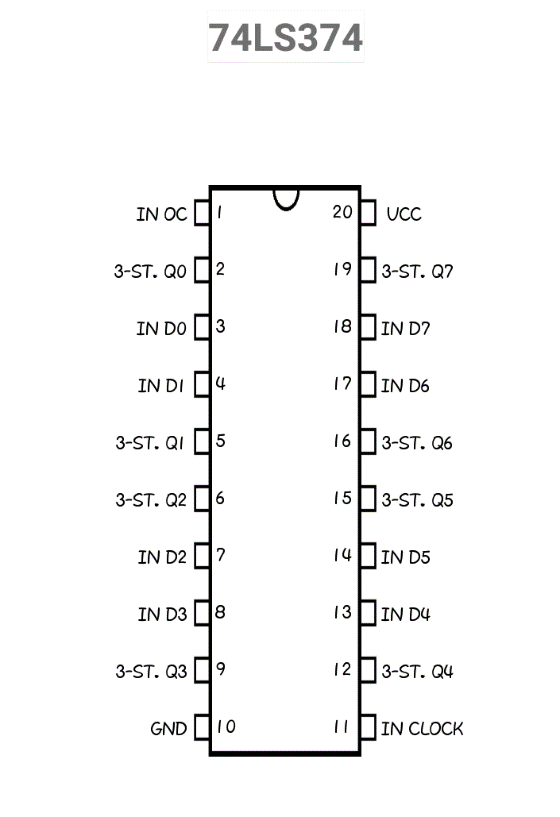 74LS374
IN OC 1 20 VCC
3-ST. Q0 2 19 3-ST. Q7
IN D0 3 18 IN D7
IN D1 4 17 IN D6
3-ST. Q1 5 16 3-ST. Q6
3-ST. Q2 6 15 3-ST. Q5
IN D2 7 14 IN D5
IN D3 8 13 IN D4
3-ST. Q3 9 12 3-ST. Q4
GND 10 11 IN CLOCK